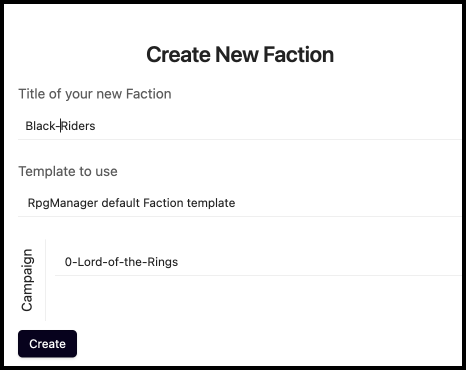 Create New Faction
Title of your new Faction
Black-Riders
Template to use
RpgManager default Faction template
Campaign
0-Lord-of-the-Rings
Create